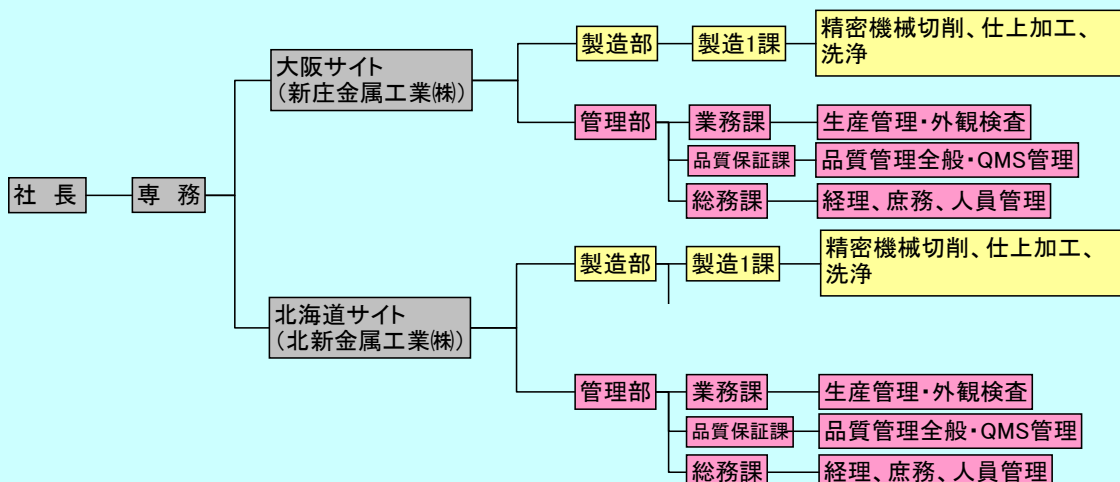 社 長
専 務
大阪サイト
（新庄金属工業㈱）
製造部
製造1課
精密機械切削、仕上加工、
洗浄
管理部
業務課
生産管理・外観検査
品質保証課
品質管理全般・QMS管理
総務課
経理、庶務、人員管理
北海道サイト
（北新金属工業㈱）
製造部
製造1課
精密機械切削、仕上加工、
洗浄
管理部
業務課
生産管理・外観検査
品質保証課
品質管理全般・QMS管理
総務課
経理、庶務、人員管理